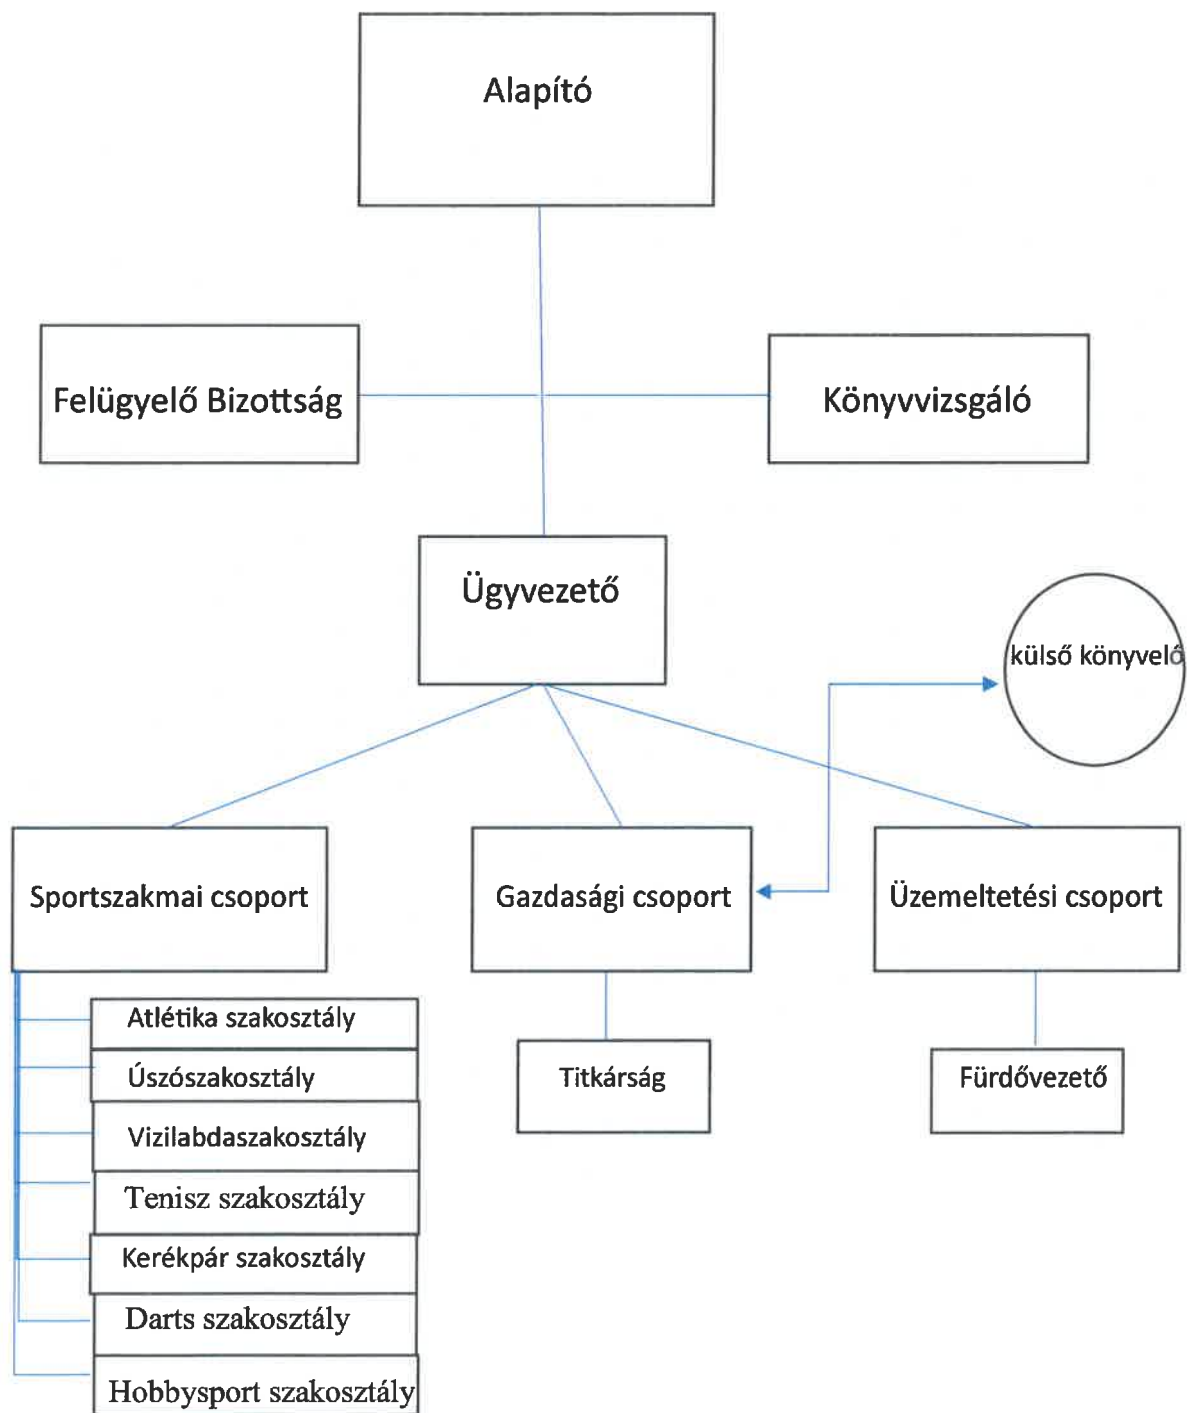 Alapító
Felügyelő Bizottság
Könyvvizsgáló
Ügyvezető
külső könyvelő
Sportszakmai csoport
Gazdasági csoport
Üzemeltetési csoport
Atlétika szakosztály
Úszószakosztály
Vizilabdaszakosztály
Tenisz szakosztály
Kerékpár szakosztály
Darts szakosztály
Hobbysport szakosztály
Titkárság
Fürdővezető